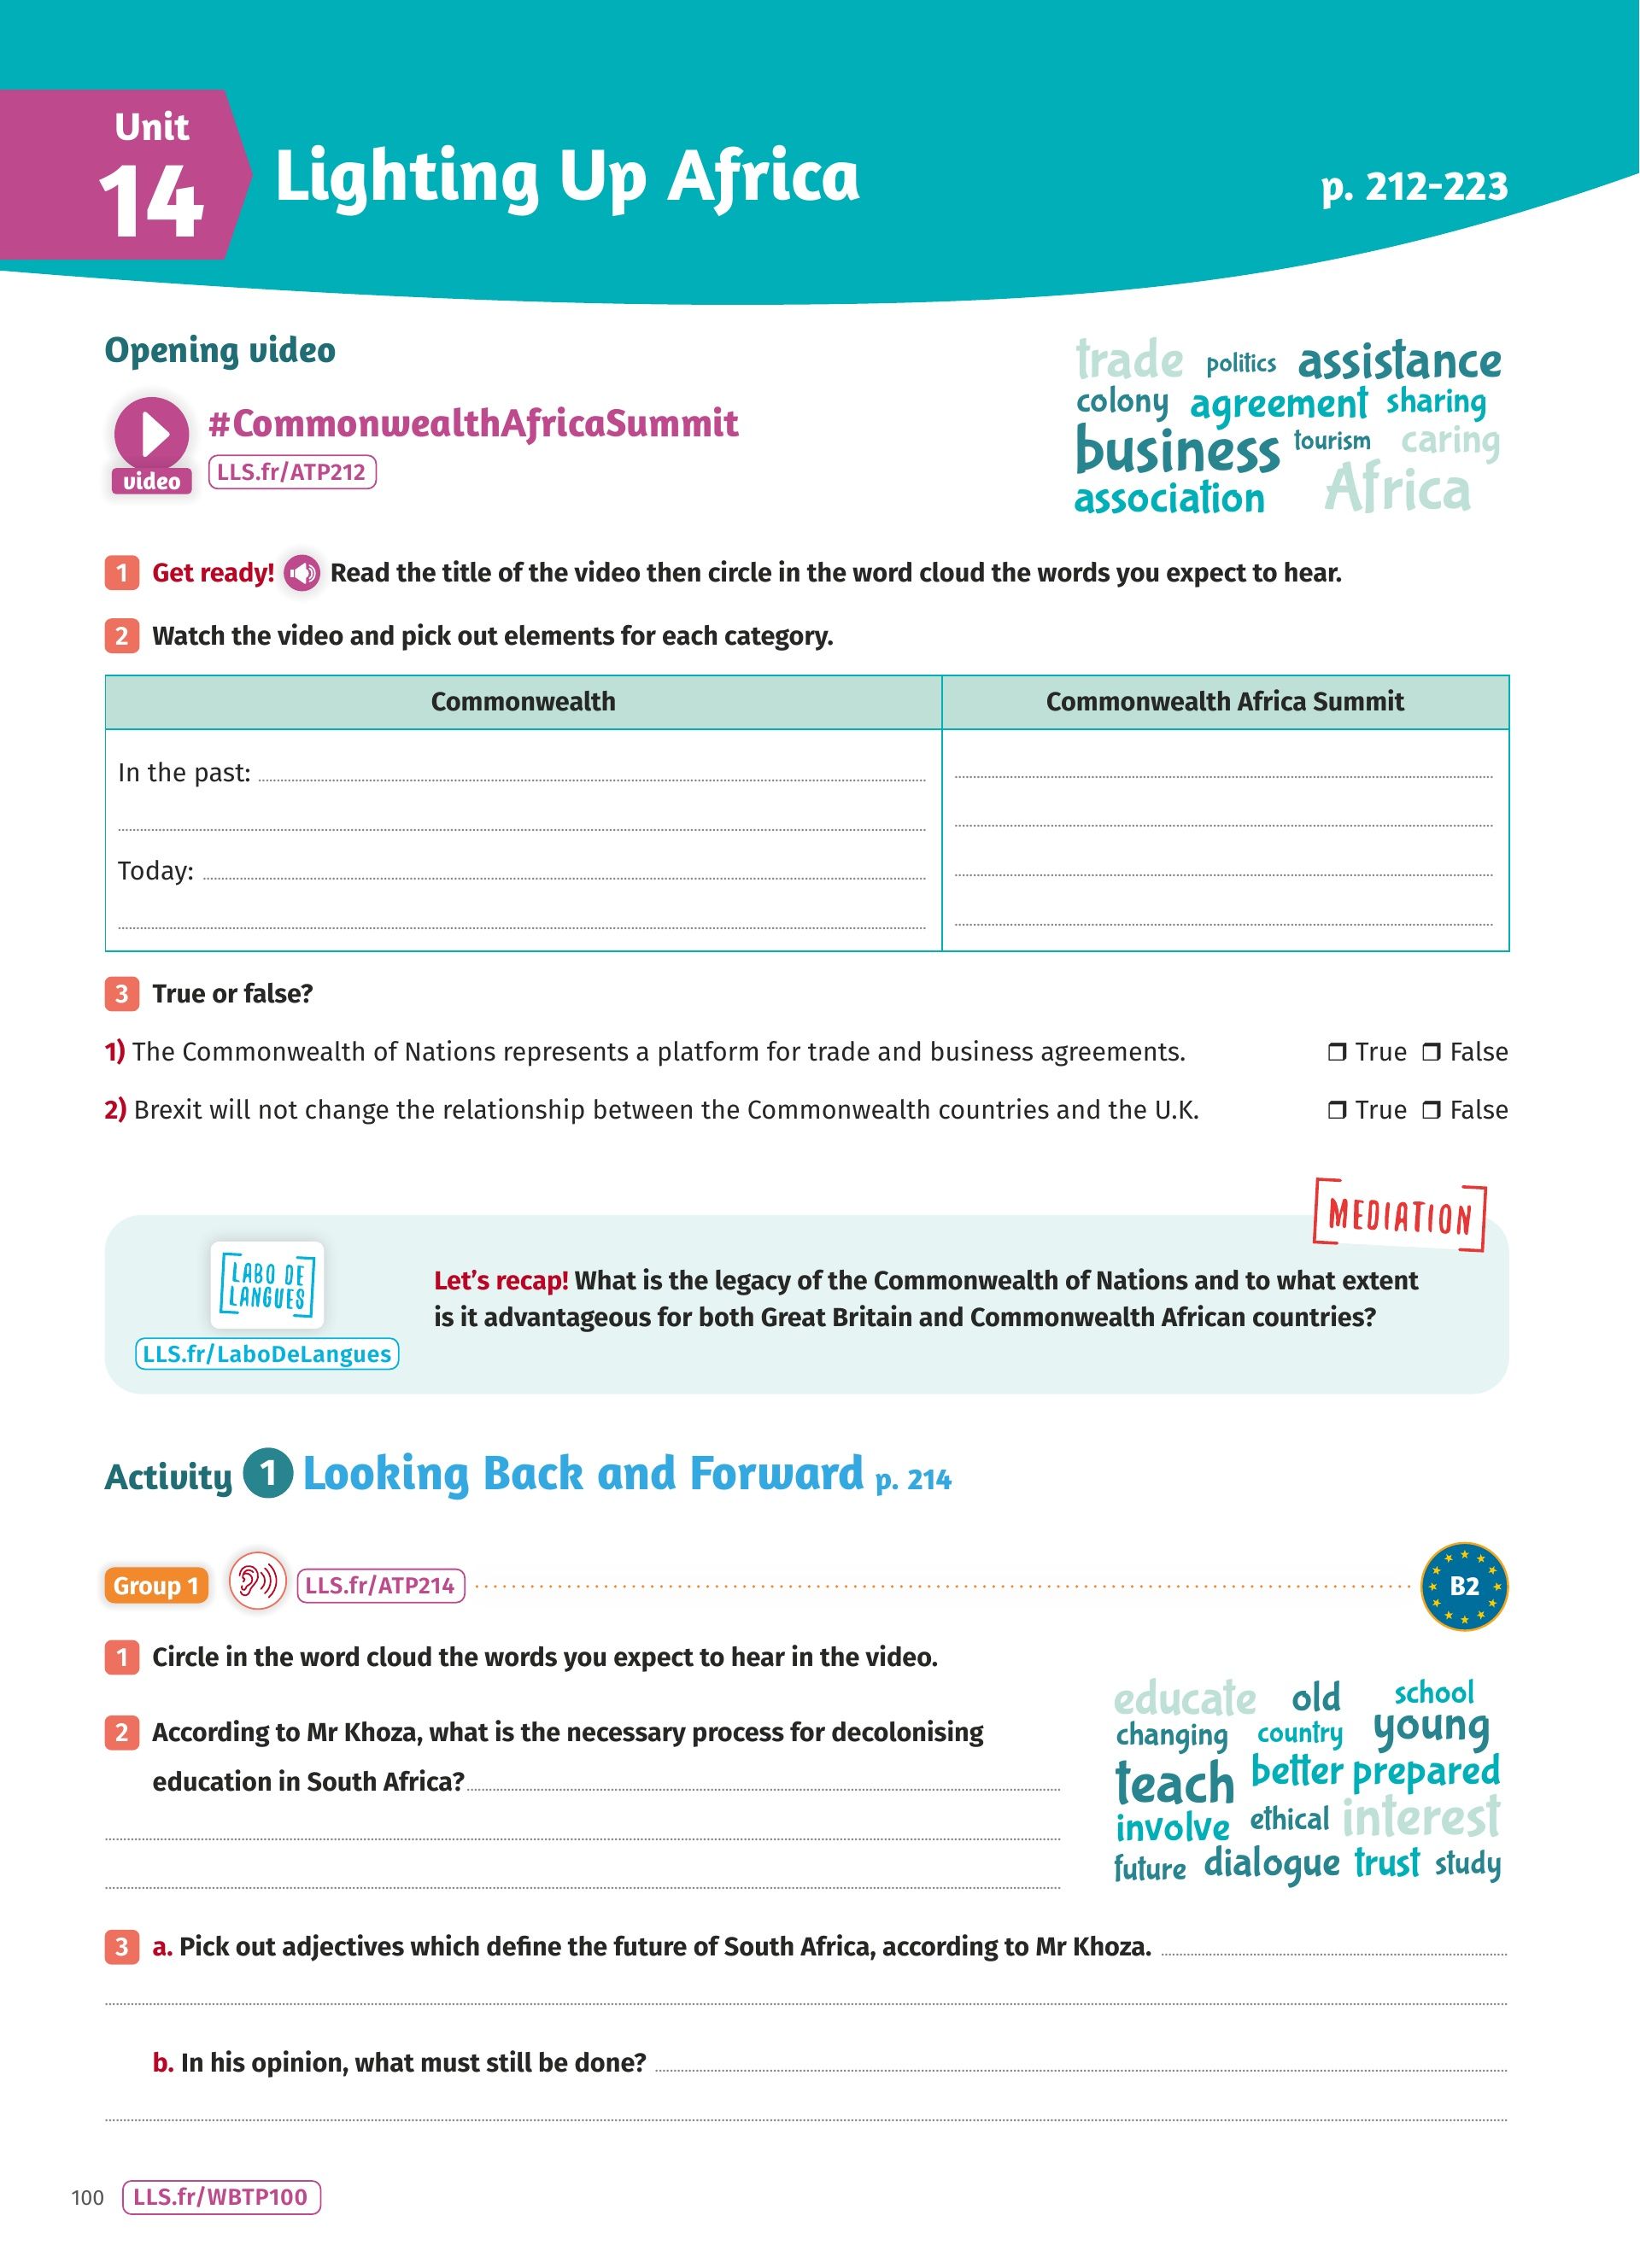 Unit
14
Lighting Up Africa
p. 212-223
Opening video
video
#CommonwealthAfricaSummit
LLS.fr/ATP212
trade politics assistance
colony agreement sharing
business tourism caring
association Africa
1 Get ready! Read the title of the video then circle in the word cloud the words you expect to hear.
2 Watch the video and pick out elements for each category.
Commonwealth Commonwealth Africa Summit
In the past:
Today:
3 True or false?
1) The Commonwealth of Nations represents a platform for trade and business agreements. ❒ True ❒ False
2) Brexit will not change the relationship between the Commonwealth countries and the U.K. ❒ True ❒ False
MEDIATION
LABO DE
LANGUES
LLS.fr/LaboDeLangues
Let's recap! What is the legacy of the Commonwealth of Nations and to what extent
is it advantageous for both Great Britain and Commonwealth African countries?
Activity 1 Looking Back and Forward p. 214
Group 1 LLS.fr/ATP214 B2
1 Circle in the word cloud the words you expect to hear in the video.
2 According to Mr Khoza, what is the necessary process for decolonising
education in South Africa?
educate old school
changing country young
teach better prepared
involve ethical interest
future dialogue trust study
3 a. Pick out adjectives which define the future of South Africa, according to Mr Khoza.
b. In his opinion, what must still be done?
100 LLS.fr/WBTP100